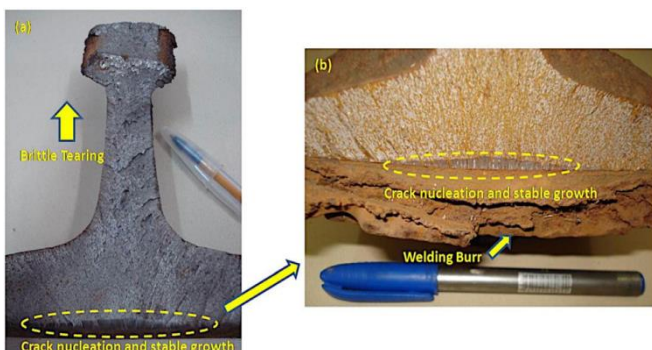 (a)
Brittle Tearing
Crack nucleation and stable growth
(b)
Crack nucleation and stable growth
Welding Burr